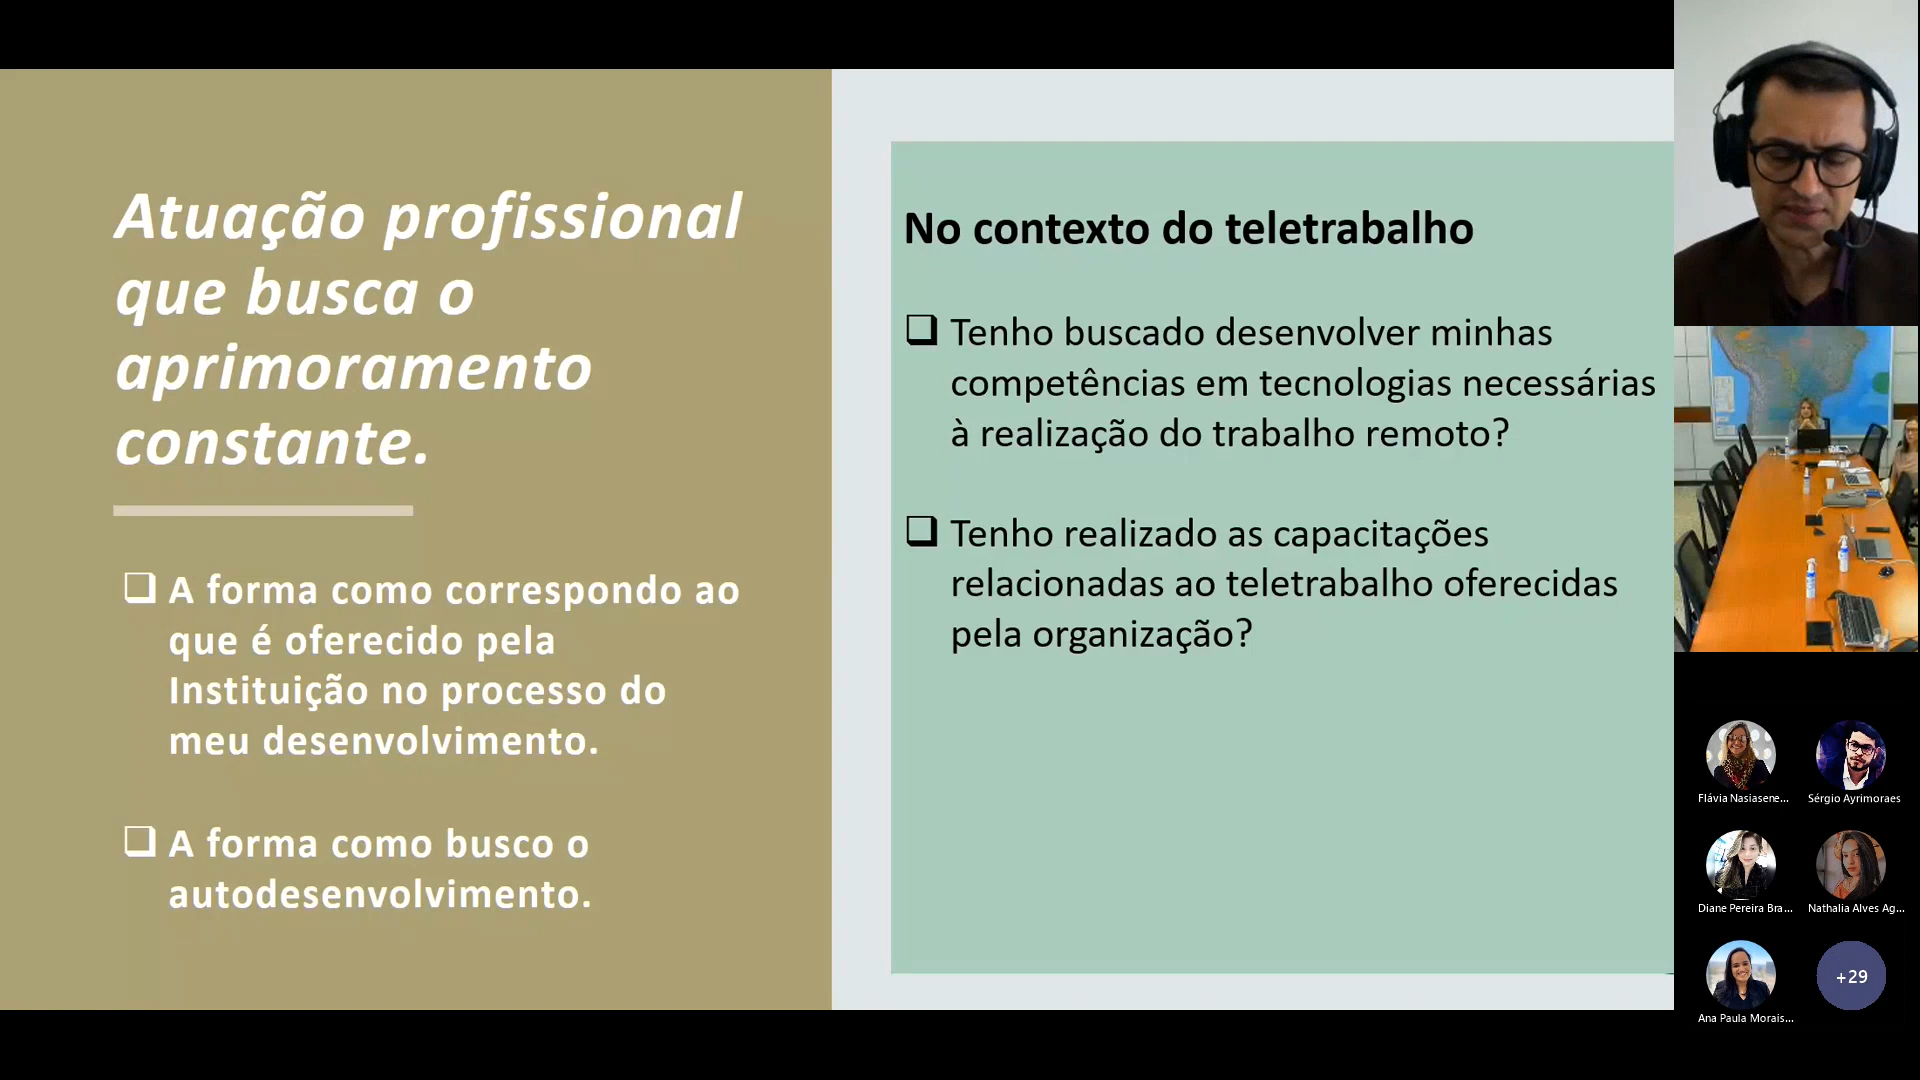 Atuação profissional
que busca o
aprimoramento
constante.
A forma como correspondo ao
que é oferecido pela
Instituição no processo do
meu desenvolvimento.
A forma como busco o
autodesenvolvimento.
No contexto do teletrabalho
Tenho buscado desenvolver minhas
competências em tecnologias necessárias
à realização do trabalho remoto?
Tenho realizado as capacitações
relacionadas ao teletrabalho oferecidas
pela organização?
Flávia Nasiasene...
Sérgio Ayrimoraes
Diane Pereira Bra...
Nathalia Alves Ag...
Ana Paula Morais...
+29